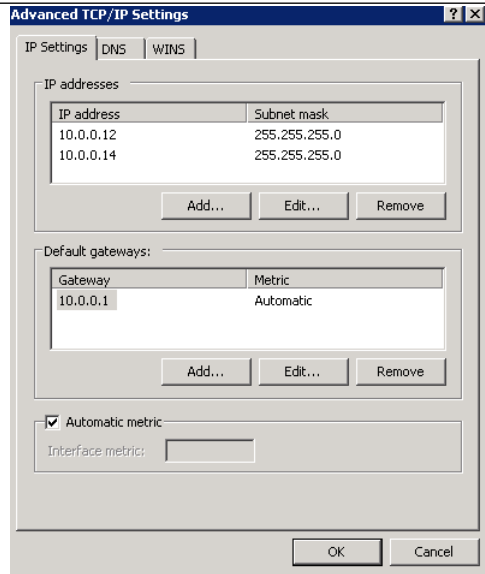 Advanced TCP/IP Settings
IP Settings DNS WINS
IP addresses
IP address Subnet mask
10.0.0.12 255.255.255.0
10.0.0.14 255.255.255.0
Add... Edit... Remove
Default gateways:
Gateway Metric
10.0.0.1 Automatic
Add... Edit... Remove
Automatic metric
Interface metric:
OK Cancel